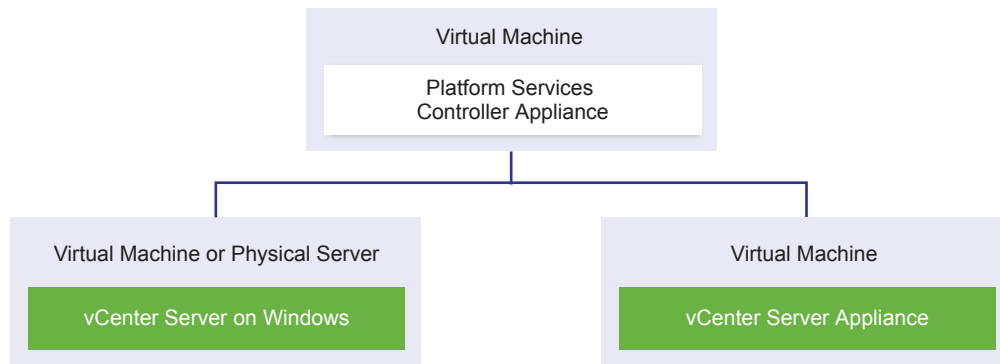 Virtual Machine
Platform Services
Controller Appliance
Virtual Machine or Physical Server
vCenter Server on Windows
Virtual Machine
vCenter Server Appliance